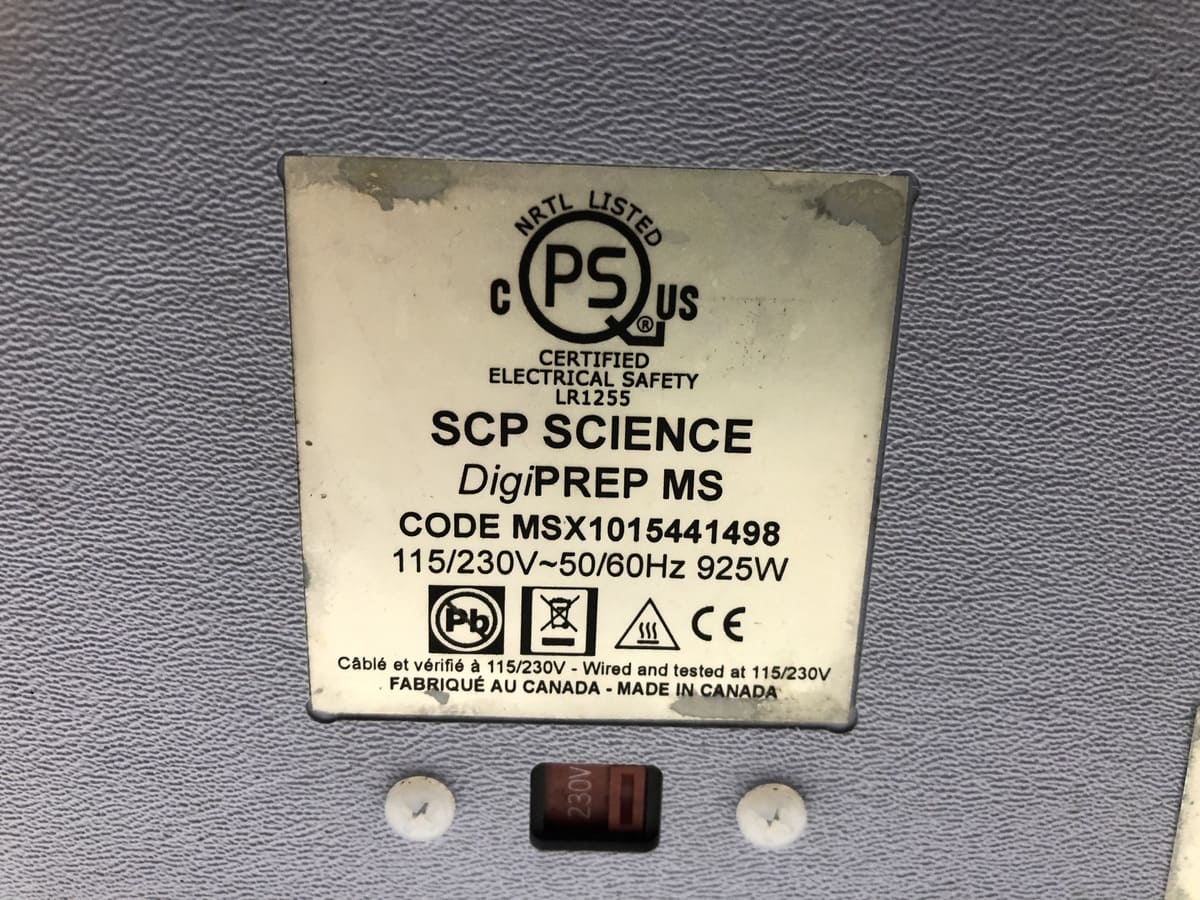 NRTL LISTED
C PS US
®
CERTIFIED
ELECTRICAL SAFETY
LR1255
SCP SCIENCE
DigiPREP MS
CODE MSX1015441498
115/230V~50/60Hz 925W
Pb CE
Câblé et vérifié à 115/230V - Wired and tested at 115/230V
FABRIQUÉ AU CANADA - MADE IN CANADA
230V